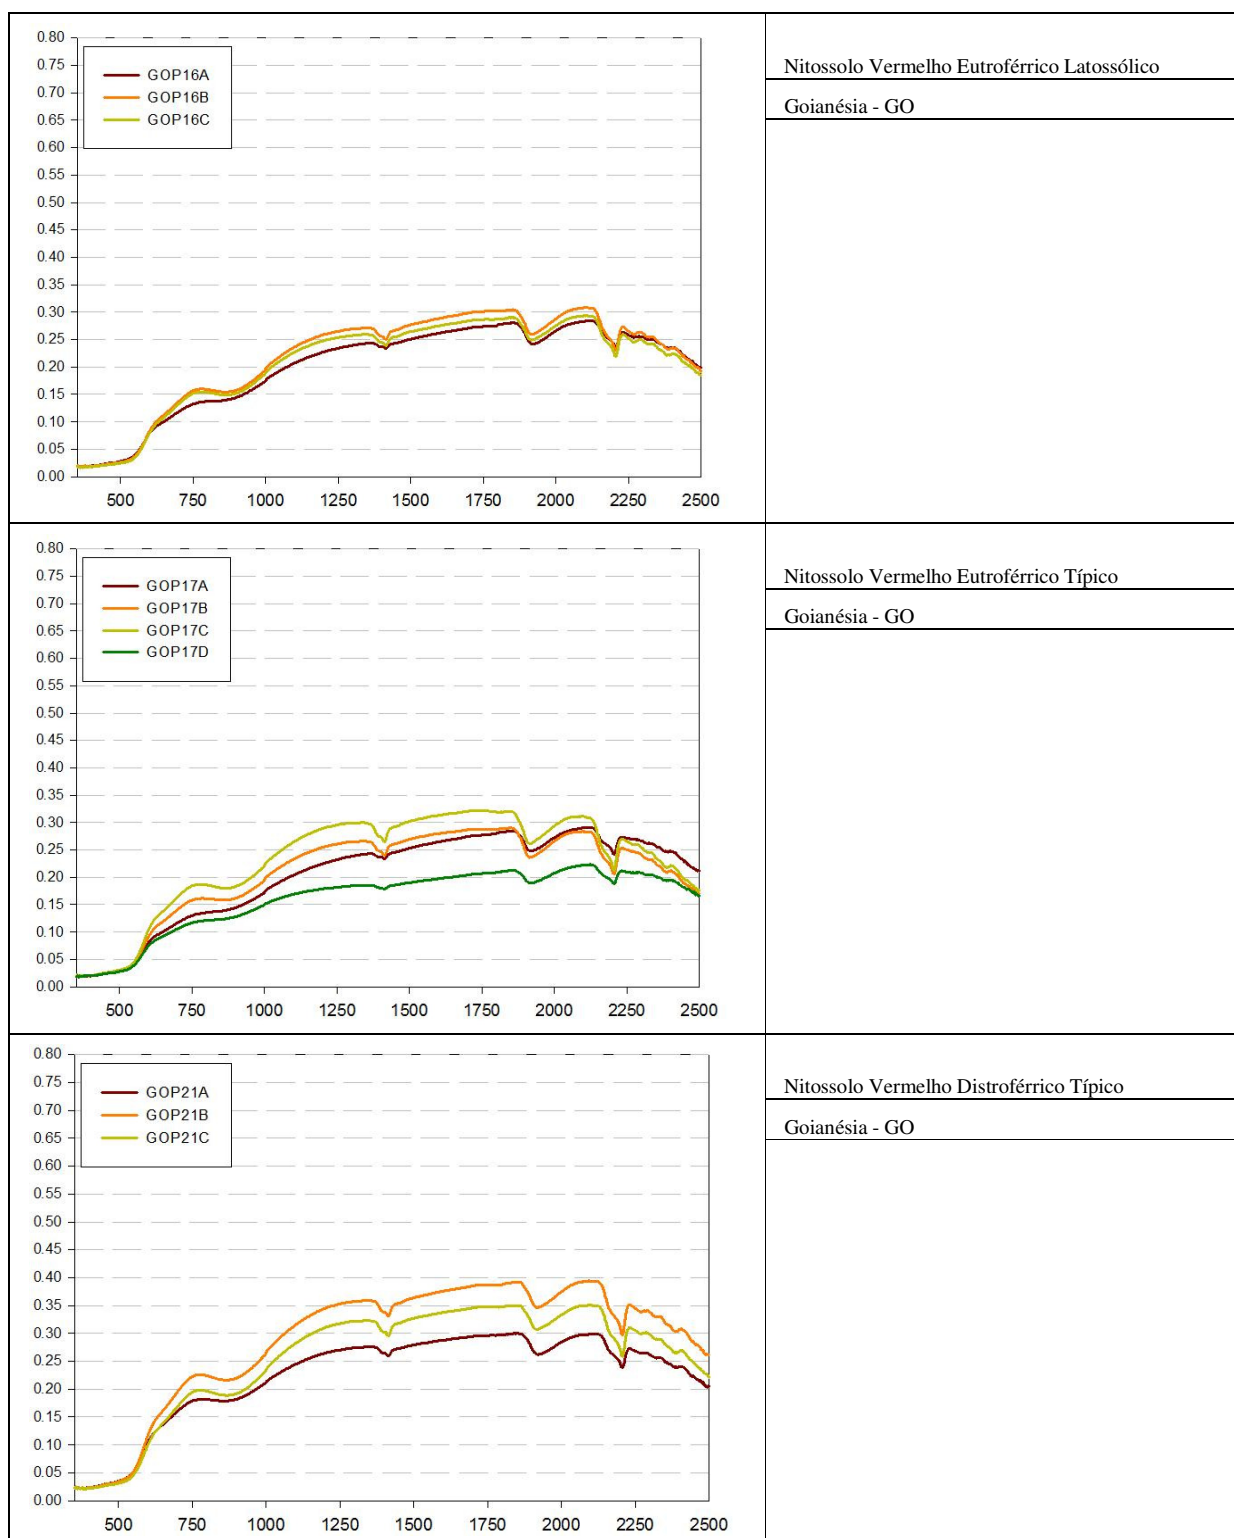 0.80
0.75
0.70
0.65
0.60
0.55
0.50
0.45
0.40
0.35
0.30
0.25
0.20
0.15
0.10
0.05
0.00
GOP16A
GOP16B
GOP16C
500 750 1000 1250 1500 1750 2000 2250 2500
Nitossolo Vermelho Eutroférrico Latossólico
Goianésia - GO
0.80
0.75
0.70
0.65
0.60
0.55
0.50
0.45
0.40
0.35
0.30
0.25
0.20
0.15
0.10
0.05
0.00
GOP17A
GOP17B
GOP17C
GOP17D
500 750 1000 1250 1500 1750 2000 2250 2500
Nitossolo Vermelho Eutroférrico Típico
Goianésia - GO
0.80
0.75
0.70
0.65
0.60
0.55
0.50
0.45
0.40
0.35
0.30
0.25
0.20
0.15
0.10
0.05
0.00
GOP21A
GOP21B
GOP21C
500 750 1000 1250 1500 1750 2000 2250 2500
Nitossolo Vermelho Distroférrico Típico
Goianésia - GO